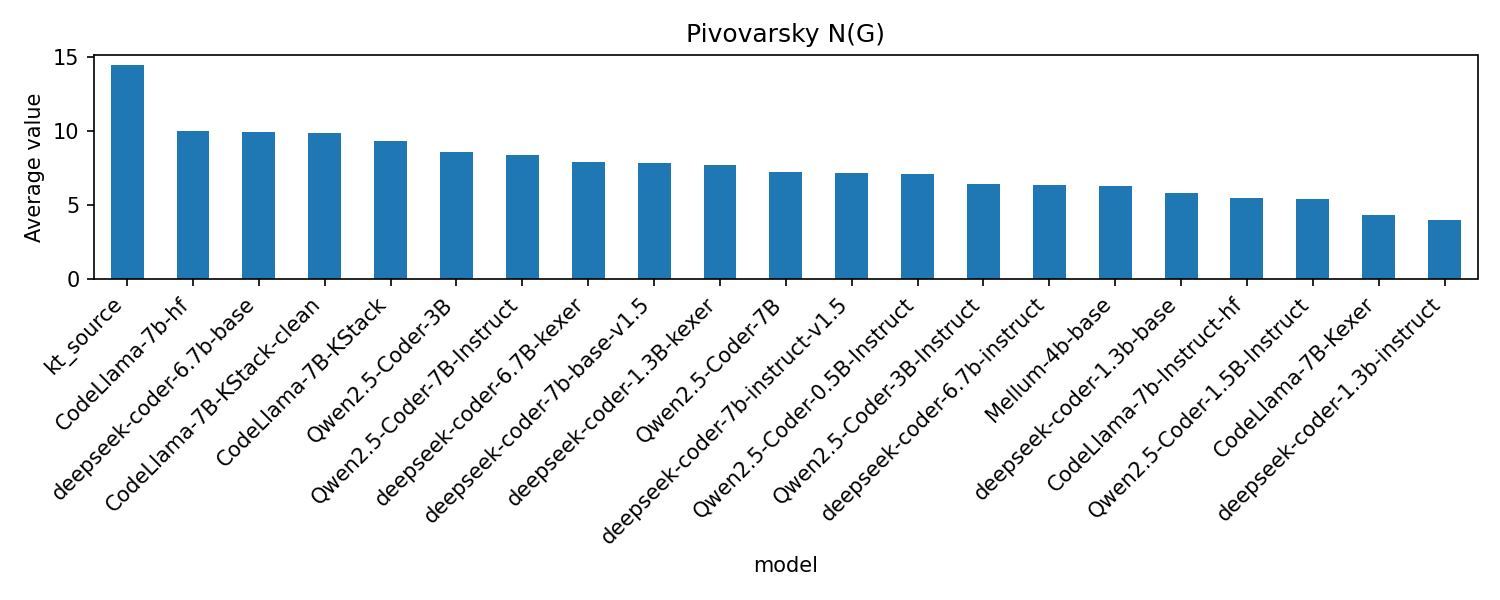 Pivovarsky N(G)
Average value
15
10
5
0
kt_source
CodeLlama-7b-hf
deepseek-coder-6.7b-base
CodeLlama-7B-KStack-clean
CodeLlama-7B-KStack
Qwen2.5-Coder-3B
Qwen2.5-Coder-7B-Instruct
deepseek-coder-6.7B-kexer
deepseek-coder-7b-base-v1.5
deepseek-coder-1.3B-kexer
Qwen2.5-Coder-7B
deepseek-coder-7b-instruct-v1.5
Qwen2.5-Coder-0.5B-Instruct
Qwen2.5-Coder-3B-Instruct
deepseek-coder-6.7b-instruct
Mellum-4b-base
deepseek-coder-1.3b-base
CodeLlama-7b-Instruct-hf
Qwen2.5-Coder-1.5B-Instruct
CodeLlama-7B-Kexer
deepseek-coder-1.3b-instruct
model